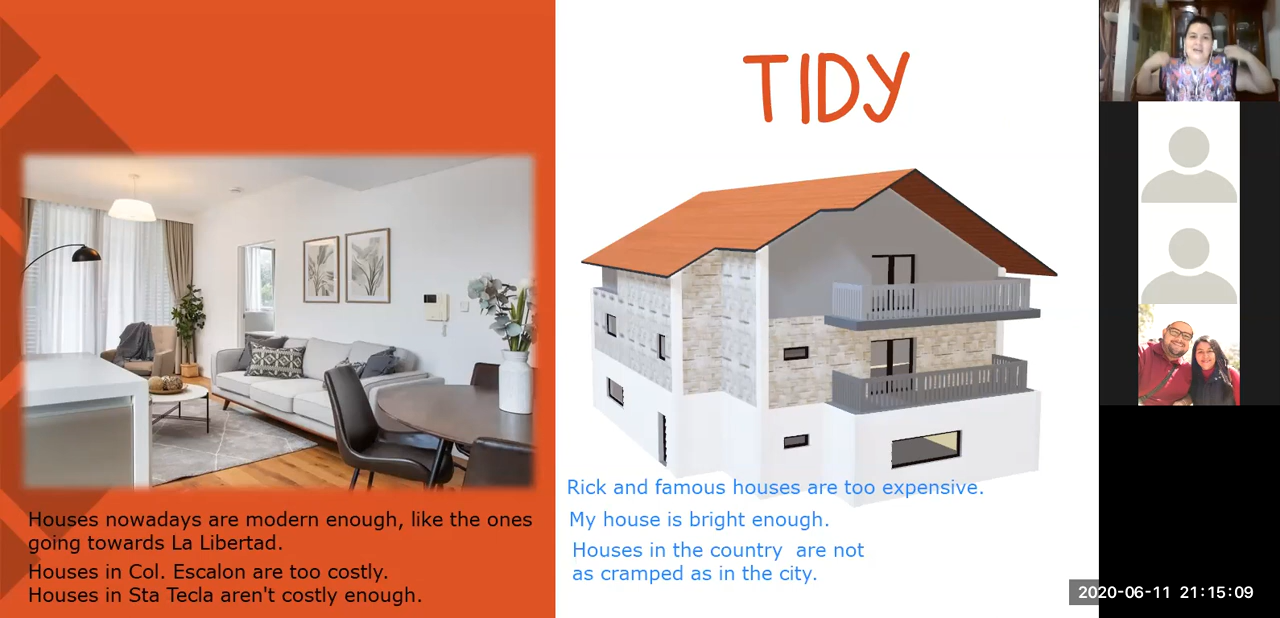 TIDY
Houses nowadays are modern enough, like the ones
going towards La Libertad.
Houses in Col. Escalon are too costly.
Houses in Sta Tecla aren't costly enough.
Rick and famous houses are too expensive.
My house is bright enough.
Houses in the country are not
as cramped as in the city.
2020-06-11 21:15:09